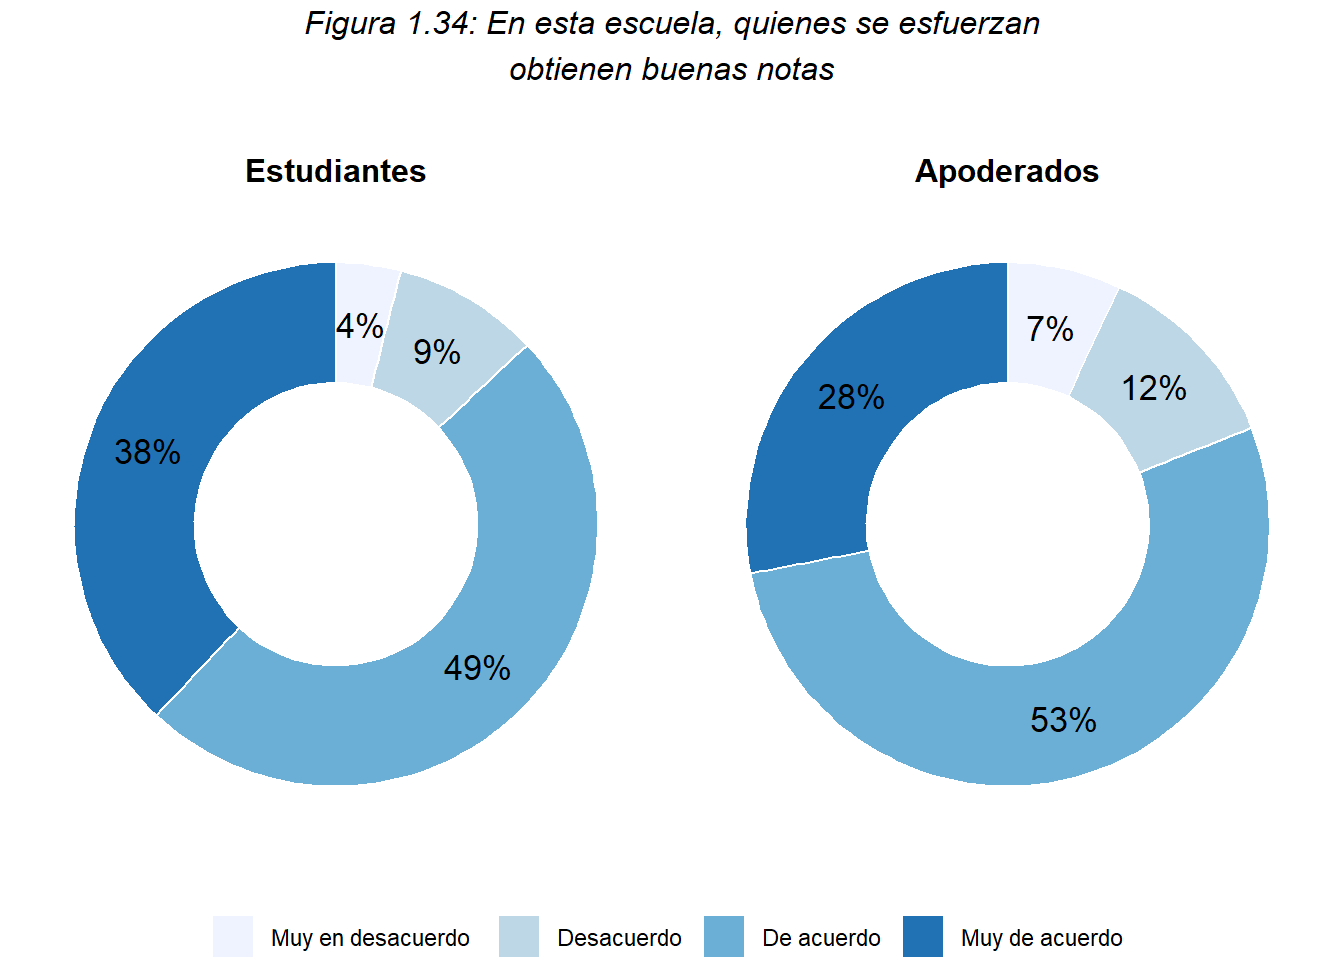 Figura 1.34: En esta escuela, quienes se esfuerzan
obtienen buenas notas
Estudiantes
4%
9%
38%
49%
Apoderados
7%
12%
28%
53%
Muy en desacuerdo
Desacuerdo
De acuerdo
Muy de acuerdo